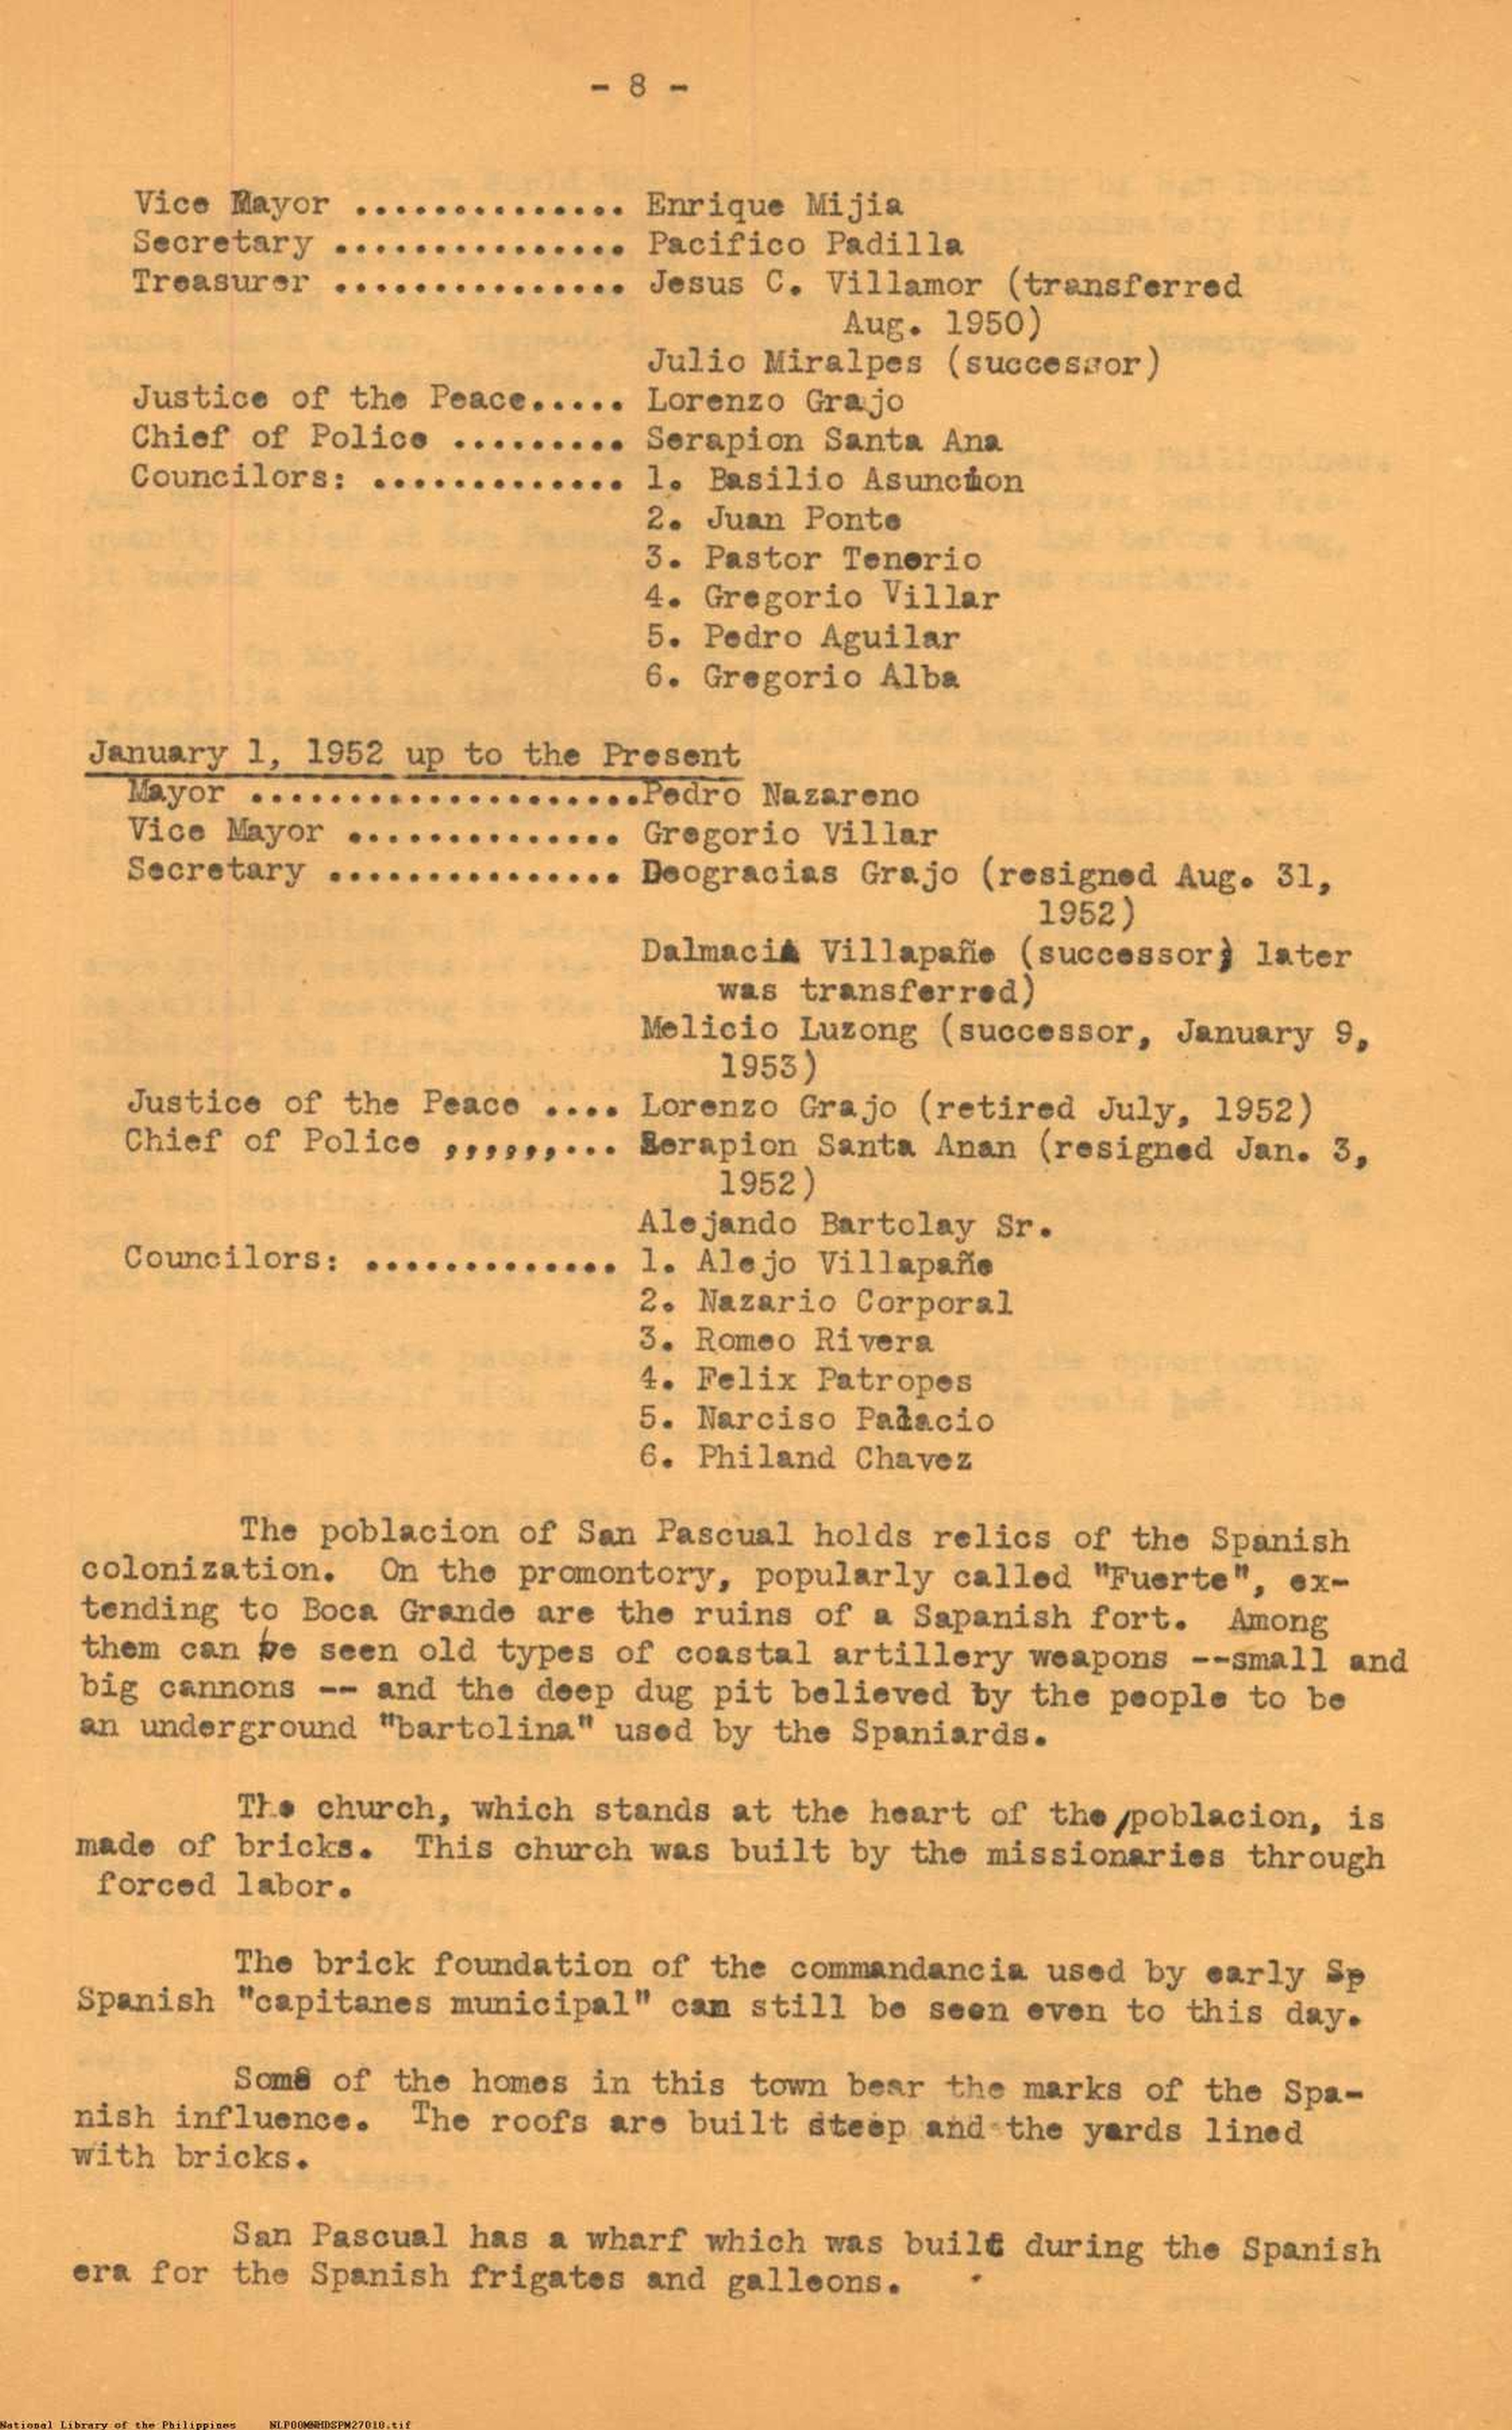 - 8 -
Vice Mayor .............. Enrique Mijia
Secretary ............... Pacifico Padilla
Treasurer ............... Jesus C. Villamor (transferred
Aug. 1950)
Julio Miralpes (successor)
Justice of the Peace..... Lorenzo Grajo
Chief of Police ......... Serapion Santa Ana
Councilors: ............. 1. Basilio Asuncion
2. Juan Ponte
3. Pastor Tenerio
4. Gregorio Villar
5. Pedro Aguilar
6. Gregorio Alba
January 1, 1952 up to the Present
Mayor ....................Pedro Nazareno
Vice Mayor .............. Gregorio Villar
Secretary ............... Deogracias Grajo (resigned Aug. 31,
1952)
Dalmacia Villapañe (successor; later
was transferred)
Melicio Luzong (successor, January 9,
1953)
Justice of the Peace .... Lorenzo Grajo (retired July, 1952)
Chief of Police ,,,,,,... Serapion Santa Anan (resigned Jan. 3,
1952)
Alejando Bartolay Sr.
Councilors: ............. 1. Alejo Villapañe
2. Nazario Corporal
3. Romeo Rivera
4. Felix Patropes
5. Narciso Palacio
6. Philand Chavez
The poblacion of San Pascual holds relics of the Spanish
colonization. On the promontory, popularly called "Fuerte", ex-
tending to Boca Grande are the ruins of a Sapanish fort. Among
them can be seen old types of coastal artillery weapons --small and
big cannons -- and the deep dug pit believed by the people to be
an underground "bartolina" used by the Spaniards.
The church, which stands at the heart of the poblacion, is
made of bricks. This church was built by the missionaries through
forced labor.
The brick foundation of the commandancia used by early Sp
Spanish "capitanes municipal" can still be seen even to this day.
Some of the homes in this town bear the marks of the Spa-
nish influence. The roofs are built steep and the yards lined
with bricks.
San Pascual has a wharf which was built during the Spanish
era for the Spanish frigates and galleons.
National Library of the Philippines NLP00MNHDSPM27010.tif